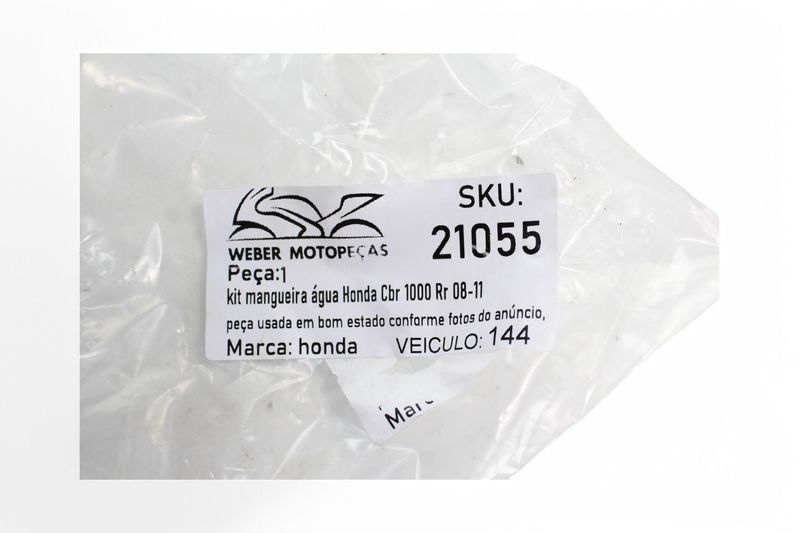 WEBER MOTOPEÇAS
SKU:
21055
Peça:1
kit mangueira água Honda Cbr 1000 Rr 08-11
peça usada em bom estado conforme fotos do anúncio,
Marca: honda VEICULO: 144